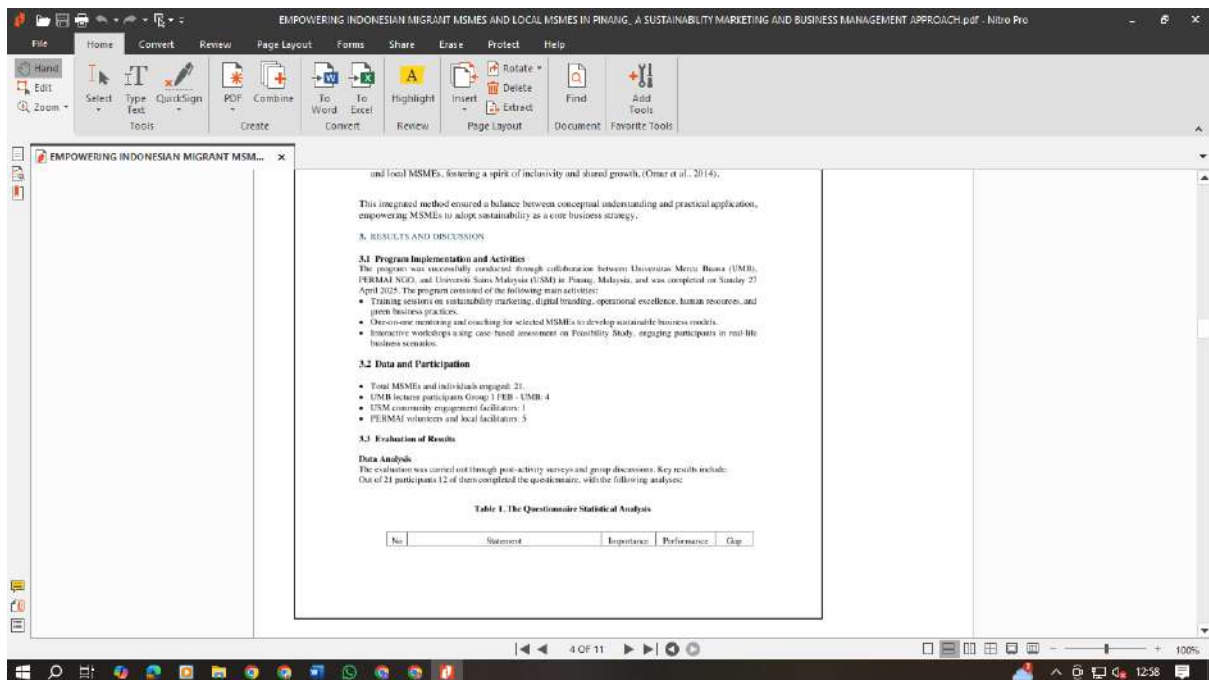 EMPOWERING INDONESIAN MIGRANT MSMES AND LOCAL MSMES IN PINANG_ A SUSTAINABILITY MARKETING AND BUSINESS MANAGEMENT APPROACH.pdf - Nitro Pro
File Home Convert Review Page Layout Forms Share Erase Protect Help
Hand
Edit
Zoom
Select
Type Text
QuickSign
Tools
PDF
Combine
Create
To Word
To Excel
Convert
Highlight
Review
Insert
Rotate
Delete
Extract
Page Layout
Find
Document
Add Tools
Favorite Tools
EMPOWERING INDONESIAN MIGRANT MSM...
and local MSMEs, fostering a spirit of inclusivity and shared growth, (Omar et al., 2014).
This integrated method ensured a balance between conceptual understanding and practical application,
empowering MSMEs to adopt sustainability as a core business strategy.
3. RESULTS AND DISCUSSION
3.1 Program Implementation and Activities
The program was successfully conducted through collaboration between Universitas Mercu Buana (UMB),
PERMAI NGO, and Universiti Sains Malaysia (USM) in Pinang, Malaysia, and was completed on Sunday 27
April 2025. The program consisted of the following main activities:
• Training sessions on sustainability marketing, digital branding, operational excellence, human resources, and
green business practices.
• One-on-one mentoring and coaching for selected MSMEs to develop sustainable business models.
• Interactive workshops using case-based assessment on Feasibility Study, engaging participants in real-life
business scenarios.
3.2 Data and Participation
• Total MSMEs and individuals engaged: 21.
• UMB lecturer participants Group 1 FEB - UMB: 4
• USM community engagement facilitators: 1
• PERMAI volunteers and local facilitators: 5
3.3 Evaluation of Results
Data Analysis
The evaluation was carried out through post-activity surveys and group discussions. Key results include:
Out of 21 participants 12 of them completed the questionnaire, with the following analyses:
Table 1. The Questionnaire Statistical Analysis
No Statement Importance Performance Gap
4 OF 11
100%
12:58